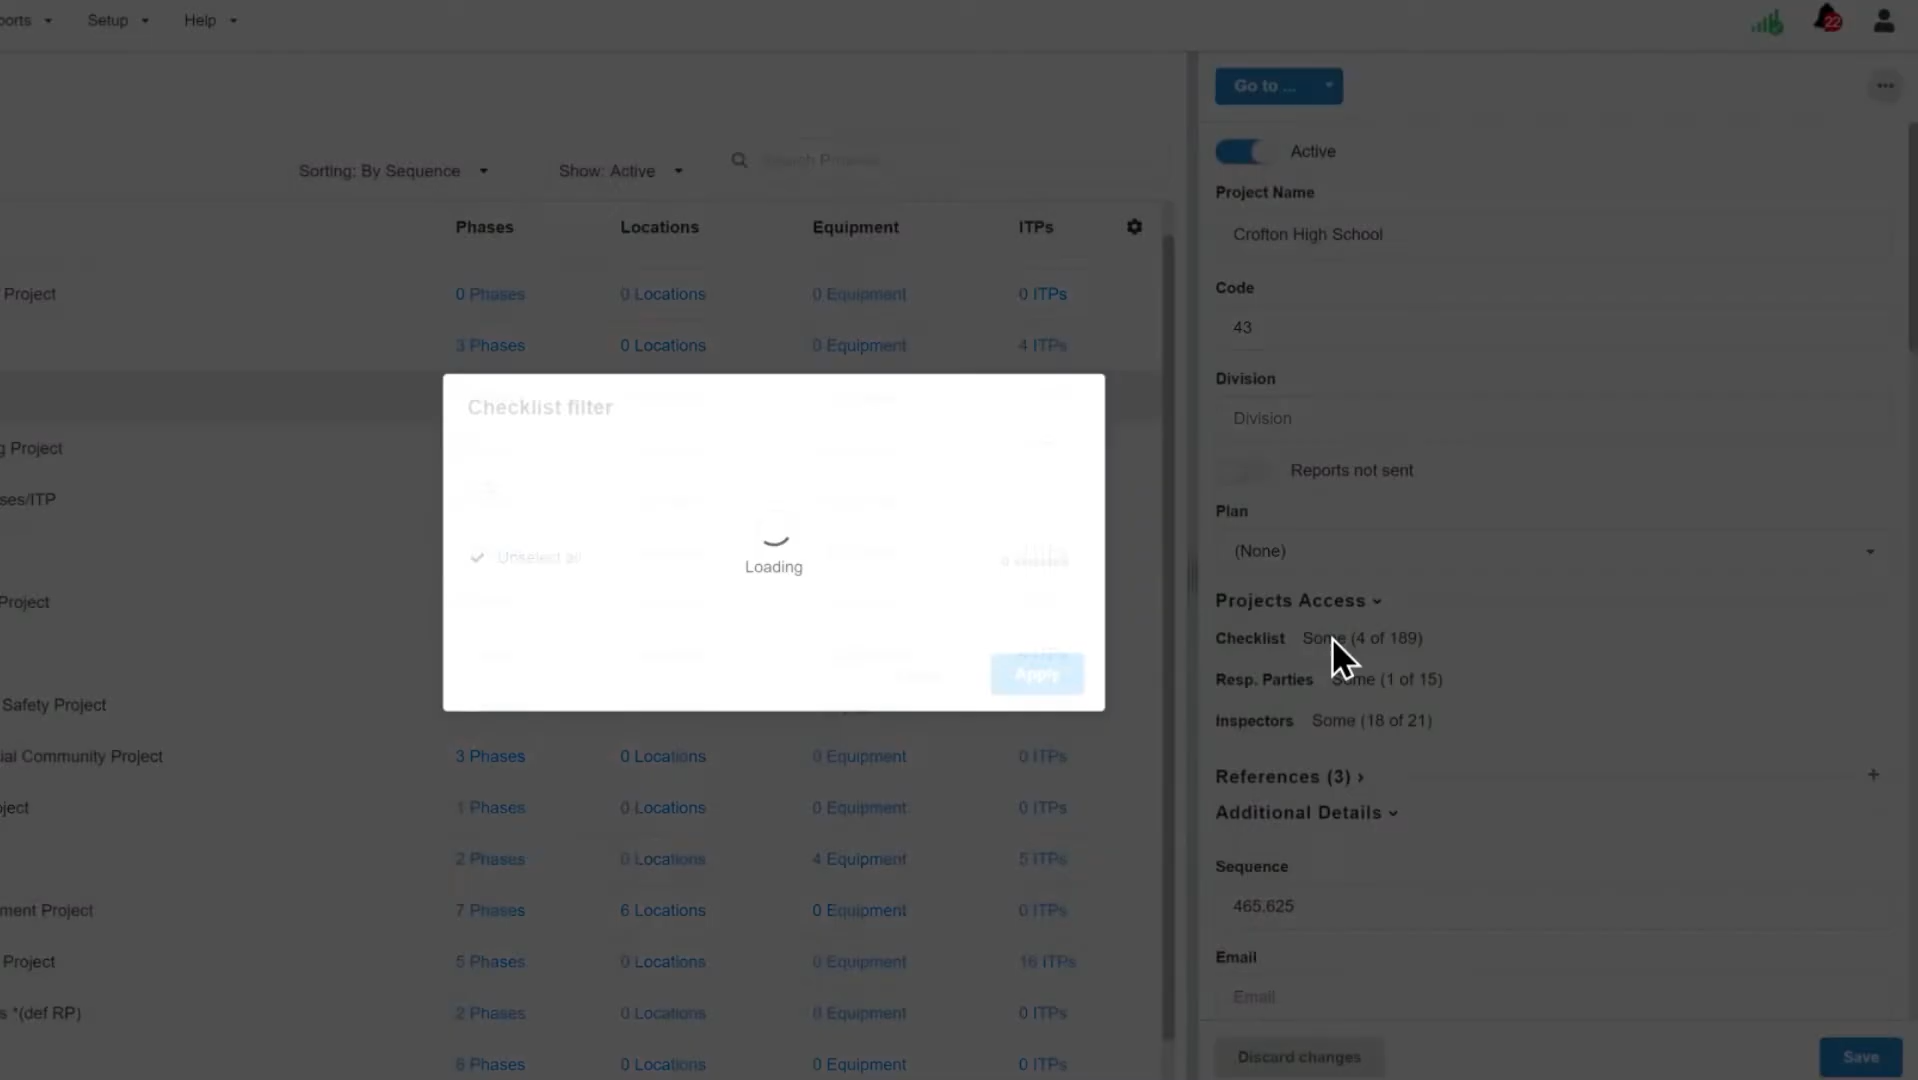 Setup
Help
22
Go to ...
Active
Sorting: By Sequence
Show: Active
Project Name
Phases
Locations
Equipment
ITPs
Crofton High School
Code
Project
0 Phases
0 Locations
0 Equipment
0 ITPs
43
3 Phases
0 Locations
0 Equipment
4 ITPs
Division
Checklist filter
Division
g Project
Reports not sent
ses/ITP
Plan
(None)
Unselect all
Loading
Project
Projects Access
Checklist Some (4 of 189)
Apply
Resp. Parties Some (1 of 15)
Safety Project
Inspectors Some (18 of 21)
ial Community Project
3 Phases
0 Locations
0 Equipment
0 ITPs
References (3)
1 Phases
0 Locations
0 Equipment
0 ITPs
Additional Details
2 Phases
0 Locations
4 Equipment
5 ITPs
Sequence
ment Project
7 Phases
6 Locations
0 Equipment
0 ITPs
465.625
Project
5 Phases
0 Locations
0 Equipment
16 ITPs
Email
Email
s *(def RP)
2 Phases
0 Locations
0 Equipment
0 ITPs
6 Phases
0 Locations
0 Equipment
0 ITPs
Discard changes
Save